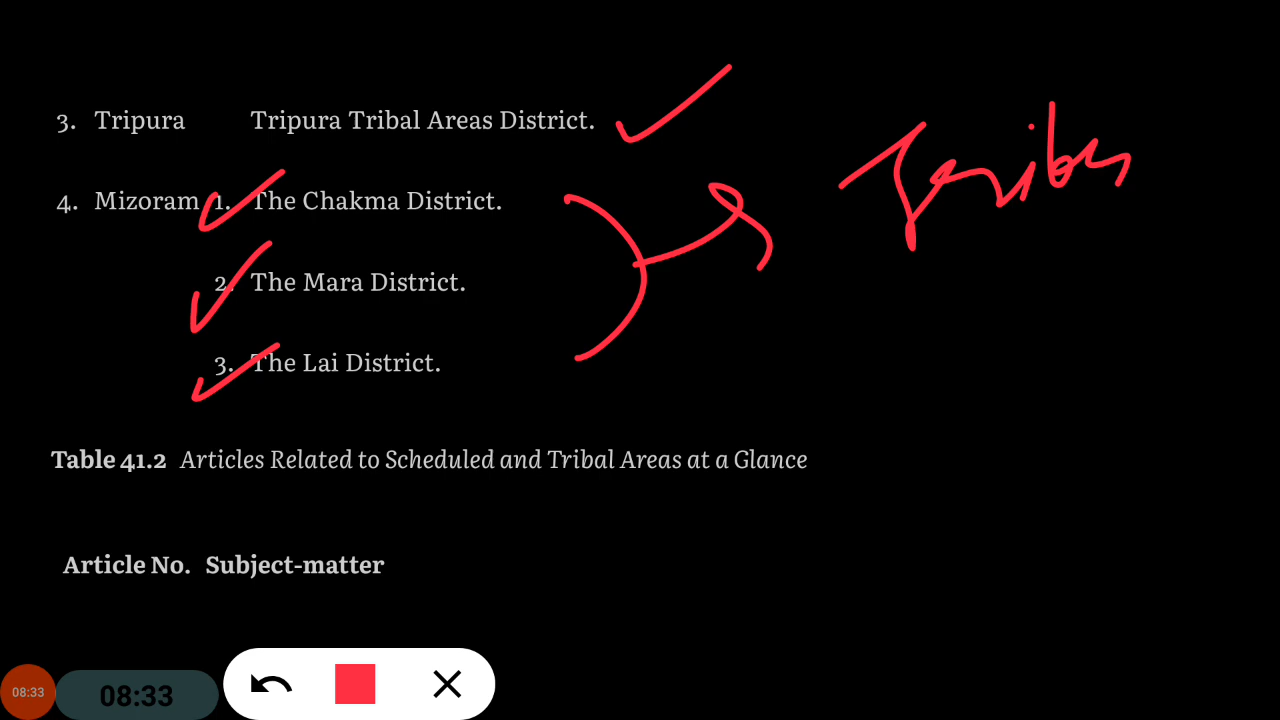 3. Tripura Tripura Tribal Areas District.
Tribes
4. Mizoram 1. The Chakma District.
2. The Mara District.
3. The Lai District.
Table 41.2 Articles Related to Scheduled and Tribal Areas at a Glance
Article No. Subject-matter
08:33 08:33